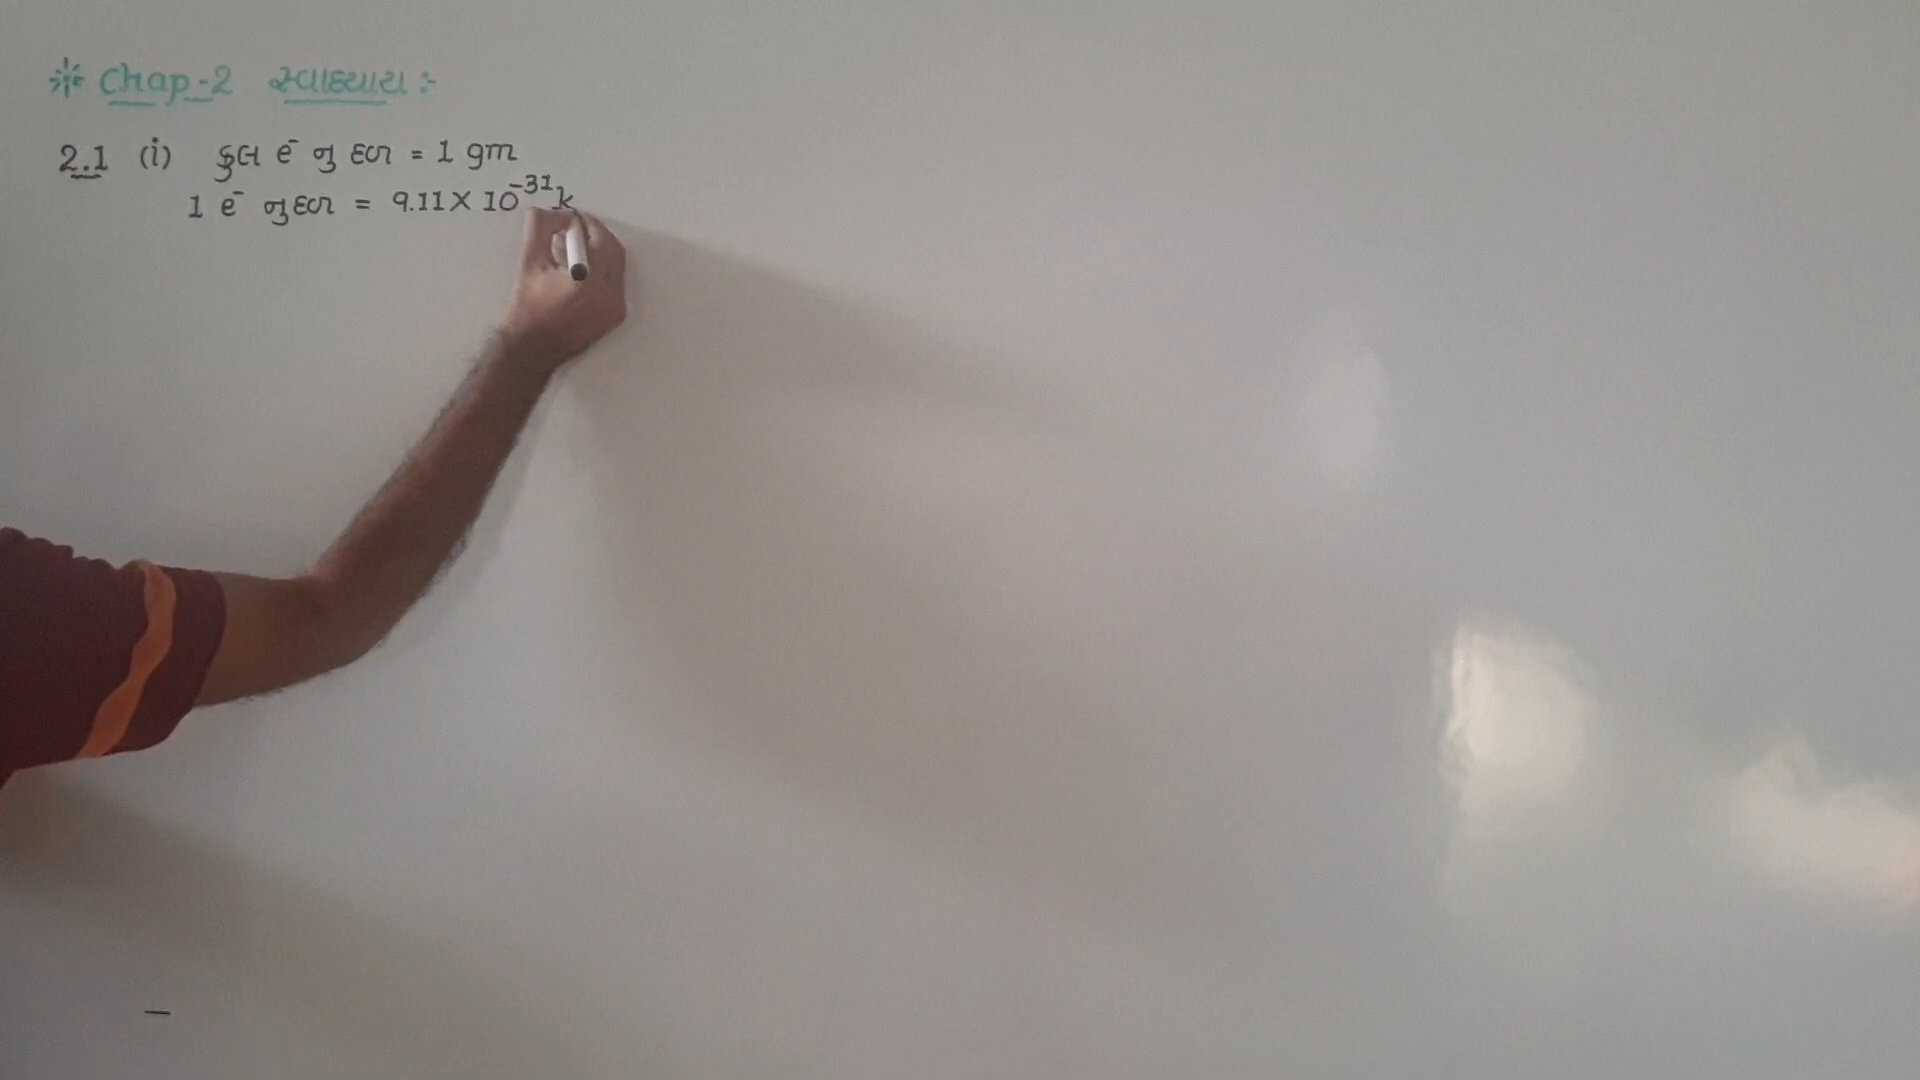 * Chap-2 સ્વાધ્યાય :-
2.1 (i) કુલ e⁻ નુ દળ = 1 gm
1 e⁻ નુ દળ = 9.11 × 10⁻³¹ k